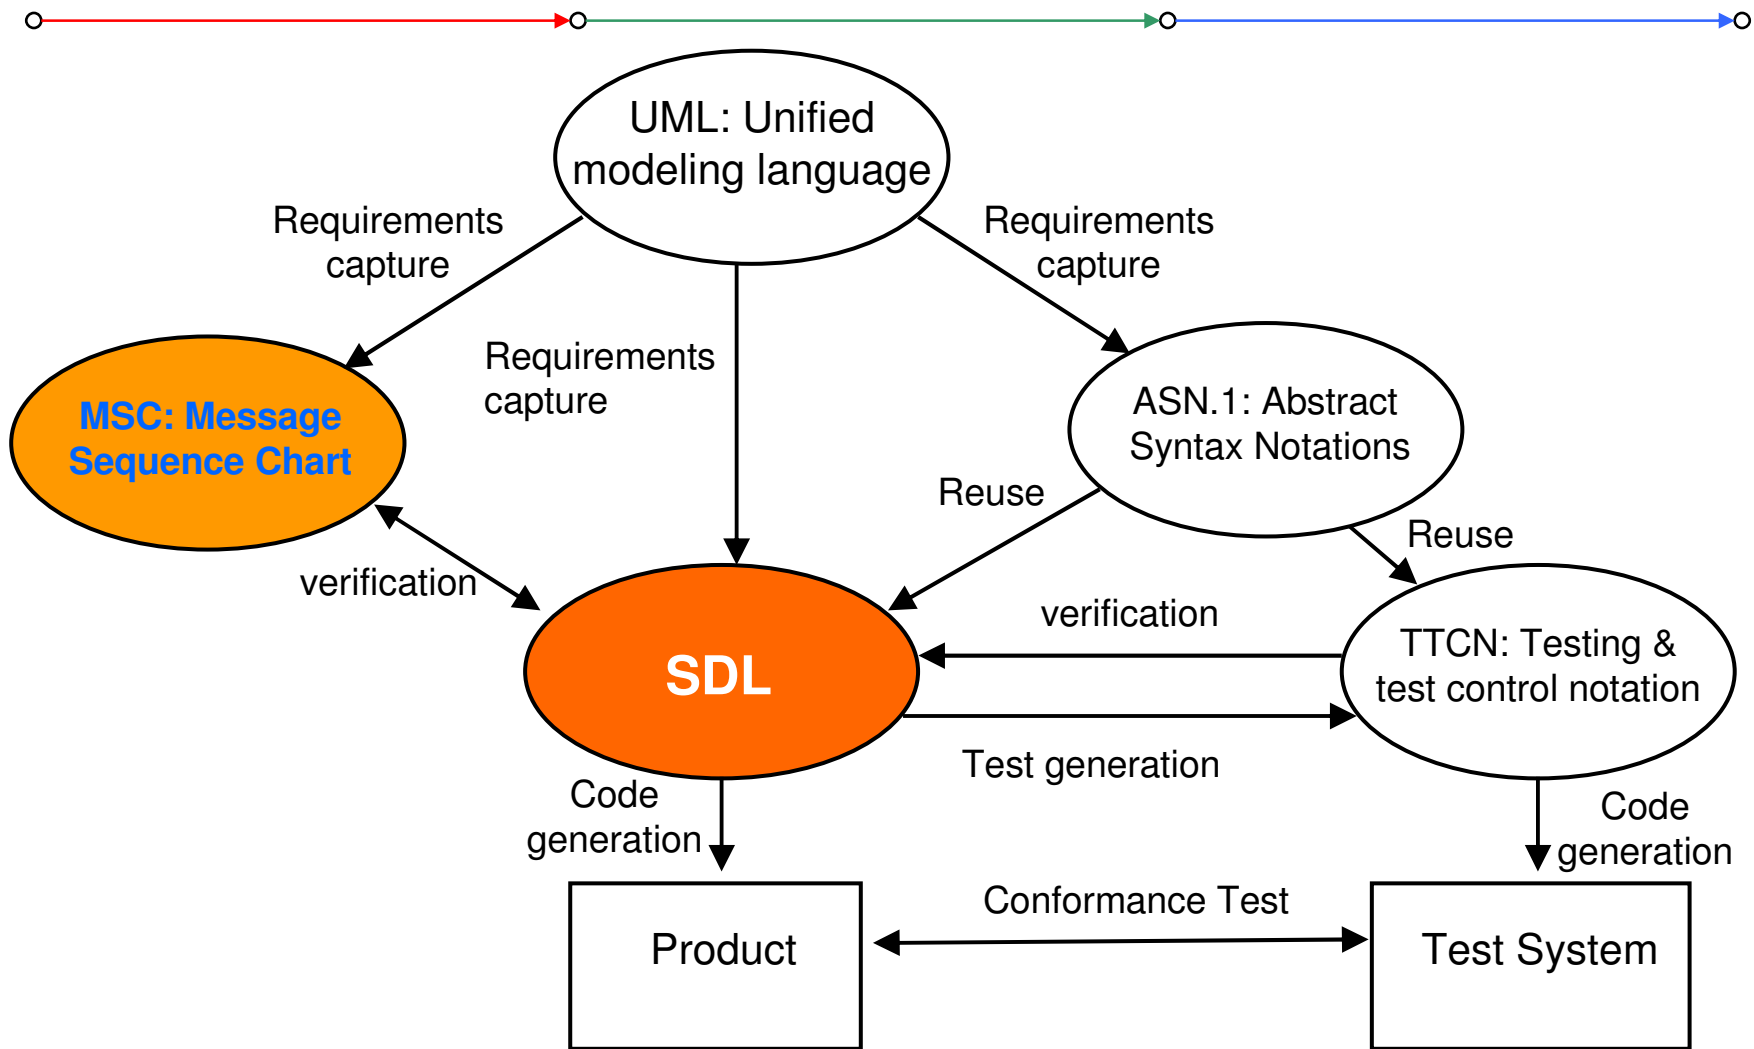 UML: Unified
modeling language
Requirements
capture
Requirements
capture
Requirements
capture
MSC: Message
Sequence Chart
ASN.1: Abstract
Syntax Notations
Reuse
Reuse
verification
verification
SDL
TTCN: Testing &
test control notation
Test generation
Code
generation
Code
generation
Conformance Test
Product
Test System